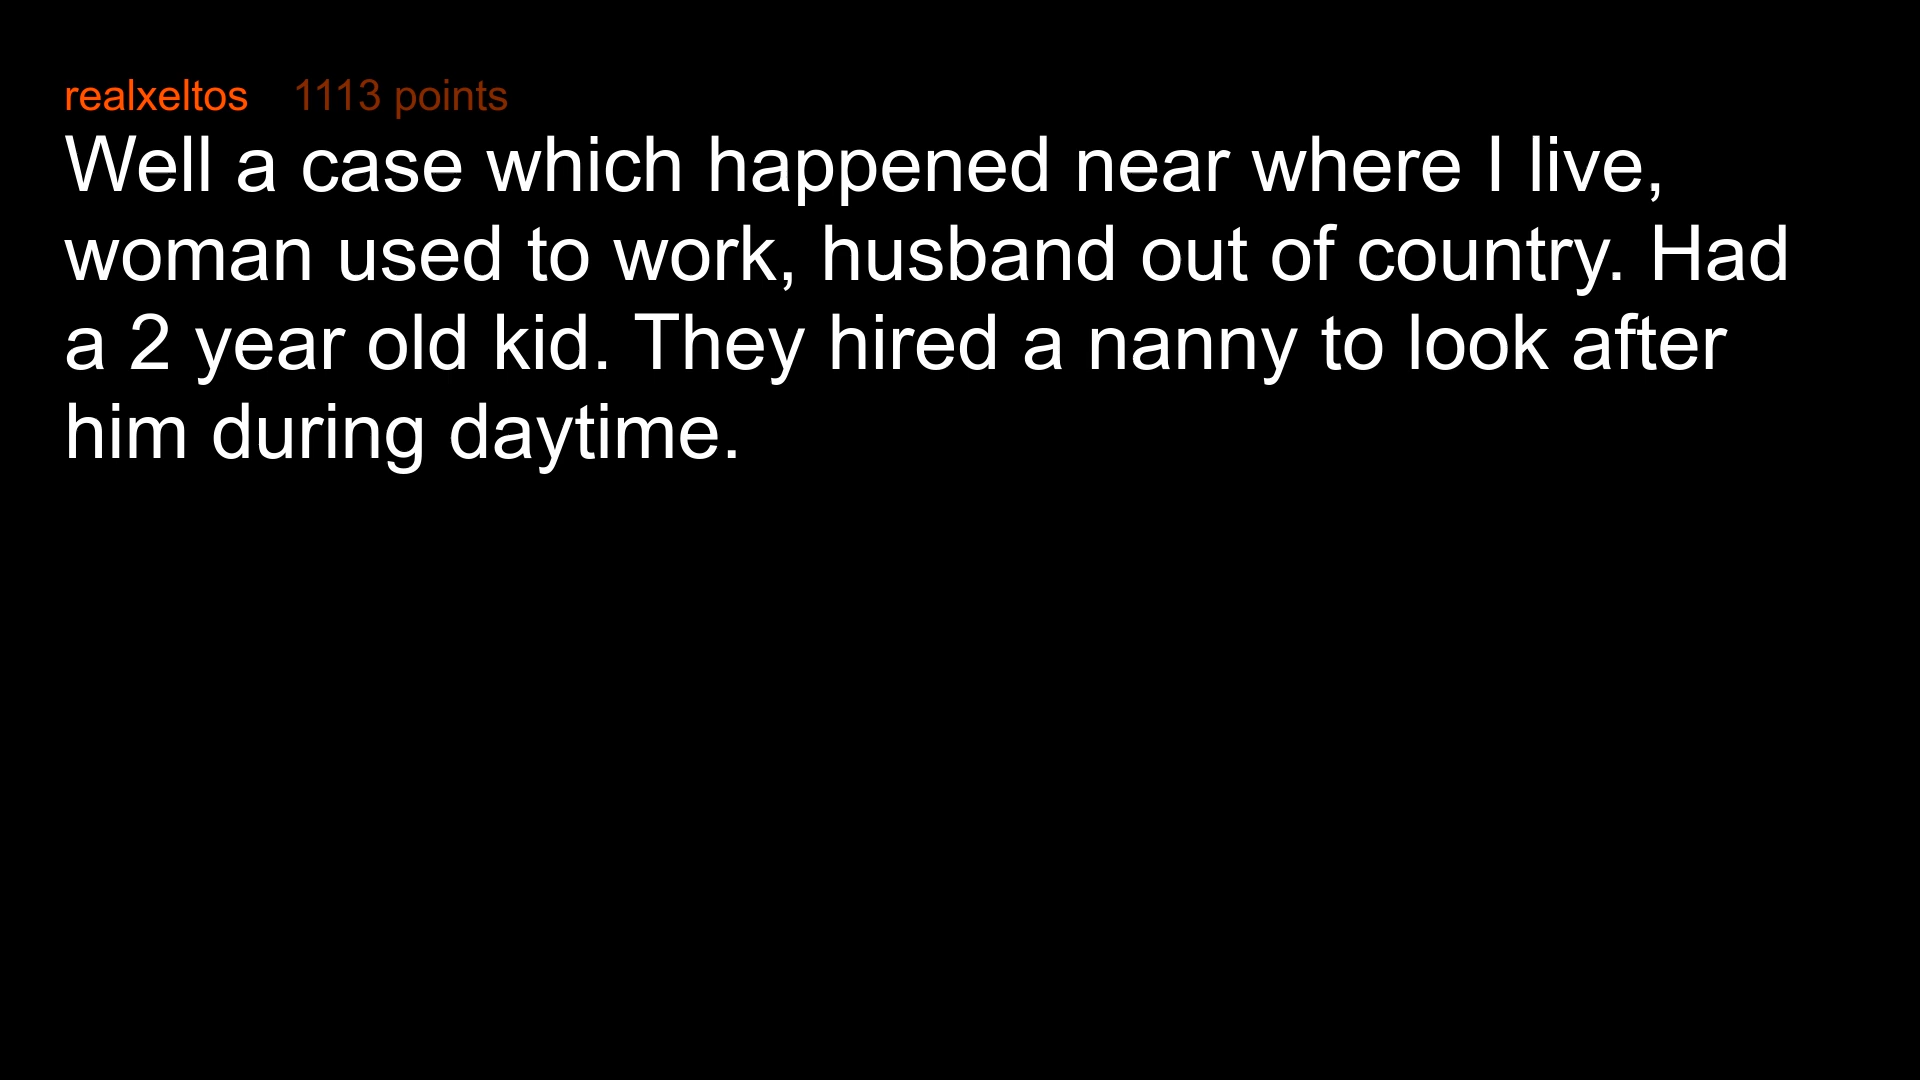 realxeltos 1113 points
Well a case which happened near where I live,
woman used to work, husband out of country. Had
a 2 year old kid. They hired a nanny to look after
him during daytime.